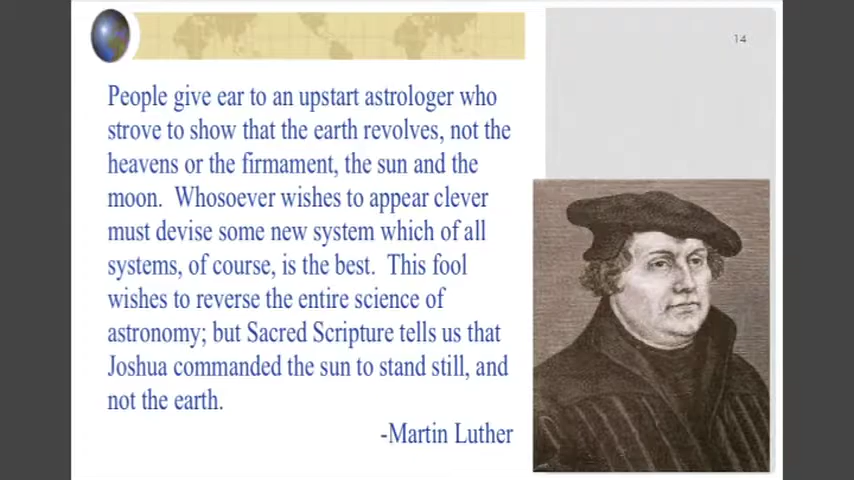 14
People give ear to an upstart astrologer who
strove to show that the earth revolves, not the
heavens or the firmament, the sun and the
moon.  Whosoever wishes to appear clever
must devise some new system which of all
systems, of course, is the best.  This fool
wishes to reverse the entire science of
astronomy; but Sacred Scripture tells us that
Joshua commanded the sun to stand still, and
not the earth.
-Martin Luther